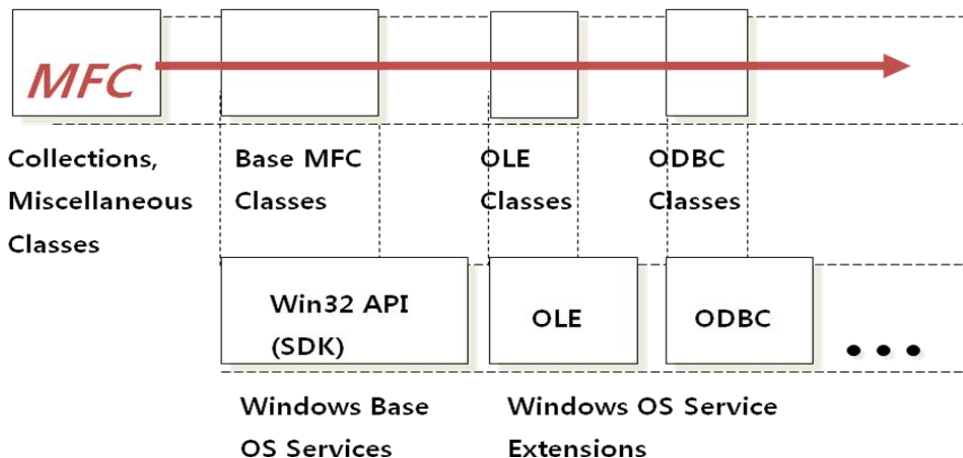 MFC
Collections,
Miscellaneous
Classes
Base MFC
Classes
OLE
Classes
ODBC
Classes
Win32 API
(SDK)
OLE
ODBC
Windows Base
OS Services
Windows OS Service
Extensions